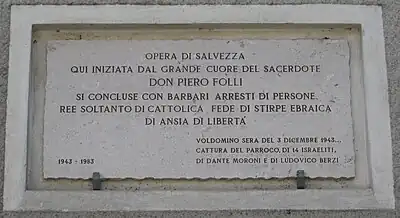 OPERA DI SALVEZZA
QUI INIZIATA DAL GRANDE CUORE DEL SACERDOTE
DON PIERO FOLLI
SI CONCLUSE CON BARBARI ARRESTI DI PERSONE.
REE SOLTANTO DI CATTOLICA FEDE DI STIRPE EBRAICA
DI ANSIA DI LIBERTA'
VOLDOMINO SERA DEL 3 DICEMBRE 1943...
CATTURA DEL PARROCO, DI 14 ISRAELITI,
1943 - 1983 DI DANTE MORONI E DI LUDOVICO BERZI